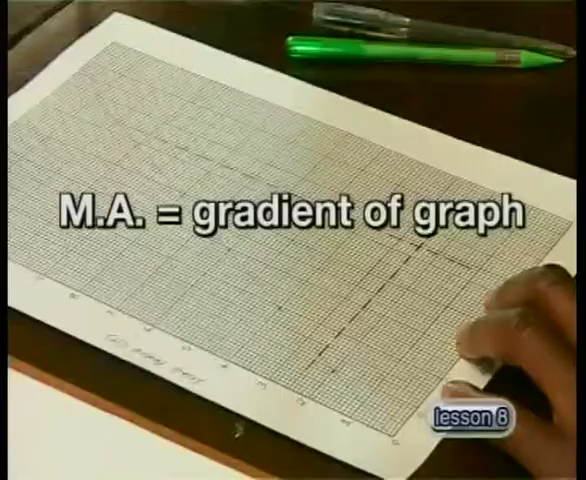 M.A. = gradient of graph
lesson 8